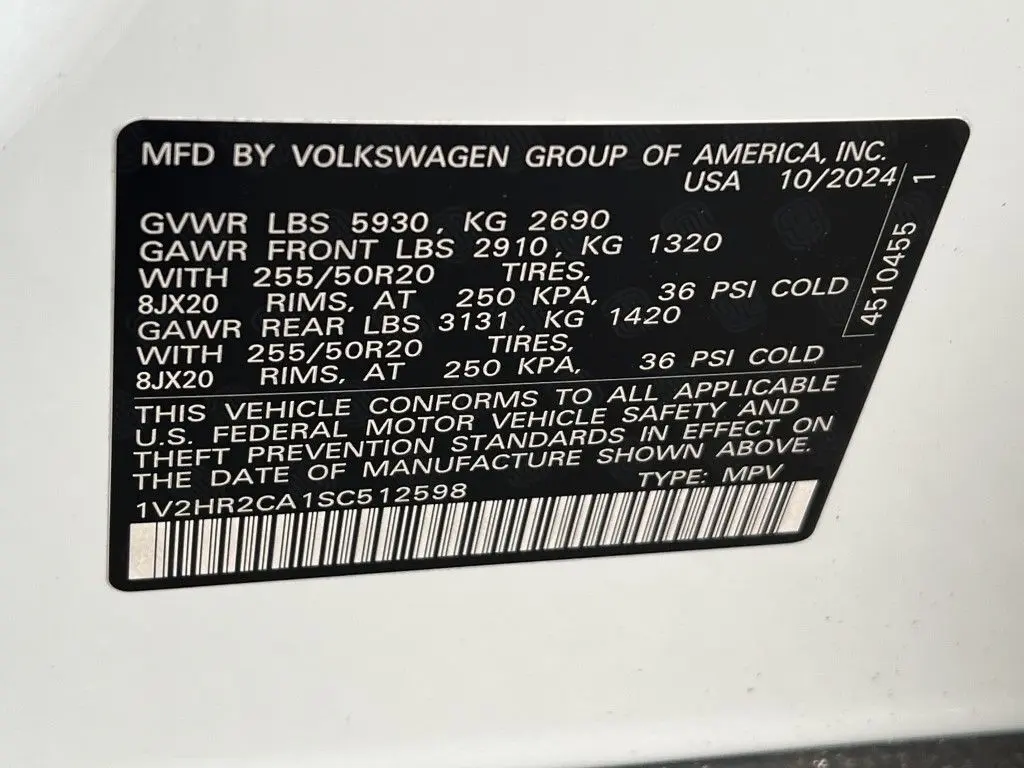 MFD BY VOLKSWAGEN GROUP OF AMERICA, INC.
USA 10/2024
GVWR LBS 5930, KG 2690
GAWR FRONT LBS 2910, KG 1320
WITH 255/50R20 TIRES,
8JX20 RIMS, AT 250 KPA, 36 PSI COLD
GAWR REAR LBS 3131, KG 1420
WITH 255/50R20 TIRES,
8JX20 RIMS, AT 250 KPA, 36 PSI COLD
4510455 1
THIS VEHICLE CONFORMS TO ALL APPLICABLE
U.S. FEDERAL MOTOR VEHICLE SAFETY AND
THEFT PREVENTION STANDARDS IN EFFECT ON
THE DATE OF MANUFACTURE SHOWN ABOVE.
1V2HR2CA1SC512598 TYPE: MPV